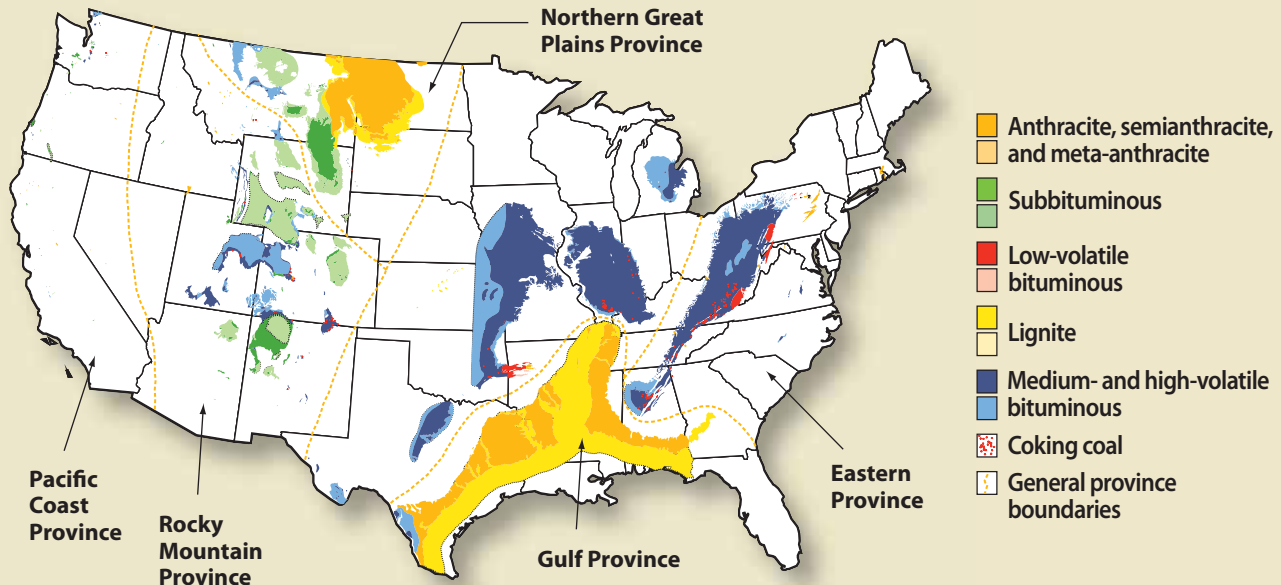 Northern Great
Plains Province
Anthracite, semianthracite,
and meta-anthracite
Subbituminous
Low-volatile
bituminous
Lignite
Medium- and high-volatile
bituminous
Coking coal
General province
boundaries
Pacific
Coast
Province
Rocky
Mountain
Province
Gulf Province
Eastern
Province